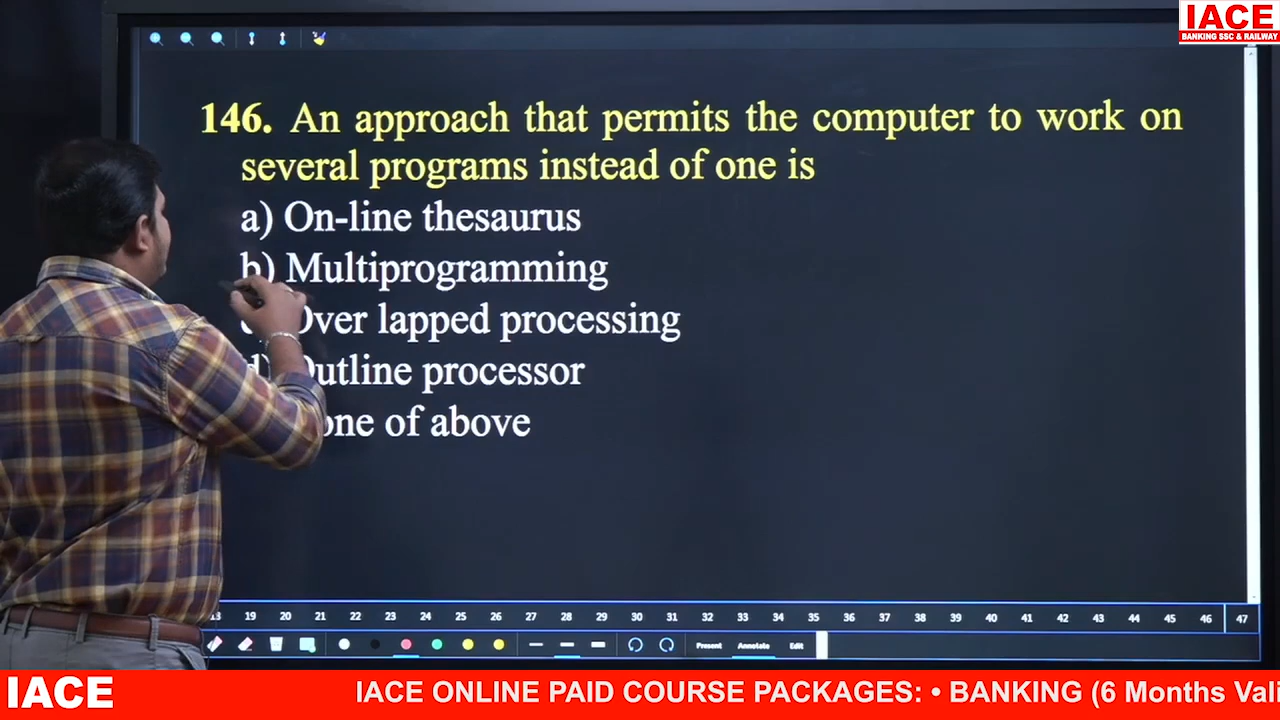 IACE
BANKING SSC & RAILWAY
146. An approach that permits the computer to work on
several programs instead of one is
a) On-line thesaurus
b) Multiprogramming
Over lapped processing
d) Outline processor
one of above
18 19 20 21 22 23 24 25 26 27 28 29 30 31 32 33 34 35 36 37 38 39 40 41 42 43 44 45 46 47
Present Annotate Edit
IACE IACE ONLINE PAID COURSE PACKAGES: • BANKING (6 Months Vali